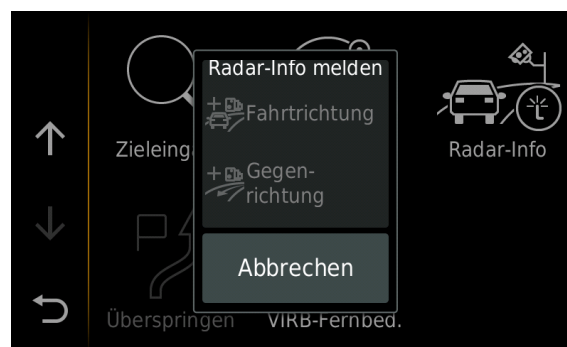 Radar-Info melden
Fahrtrichtung
Gegen-
richtung
Abbrechen
Zieleing
Radar-Info
Überspringen
VIRB-Fernbed.